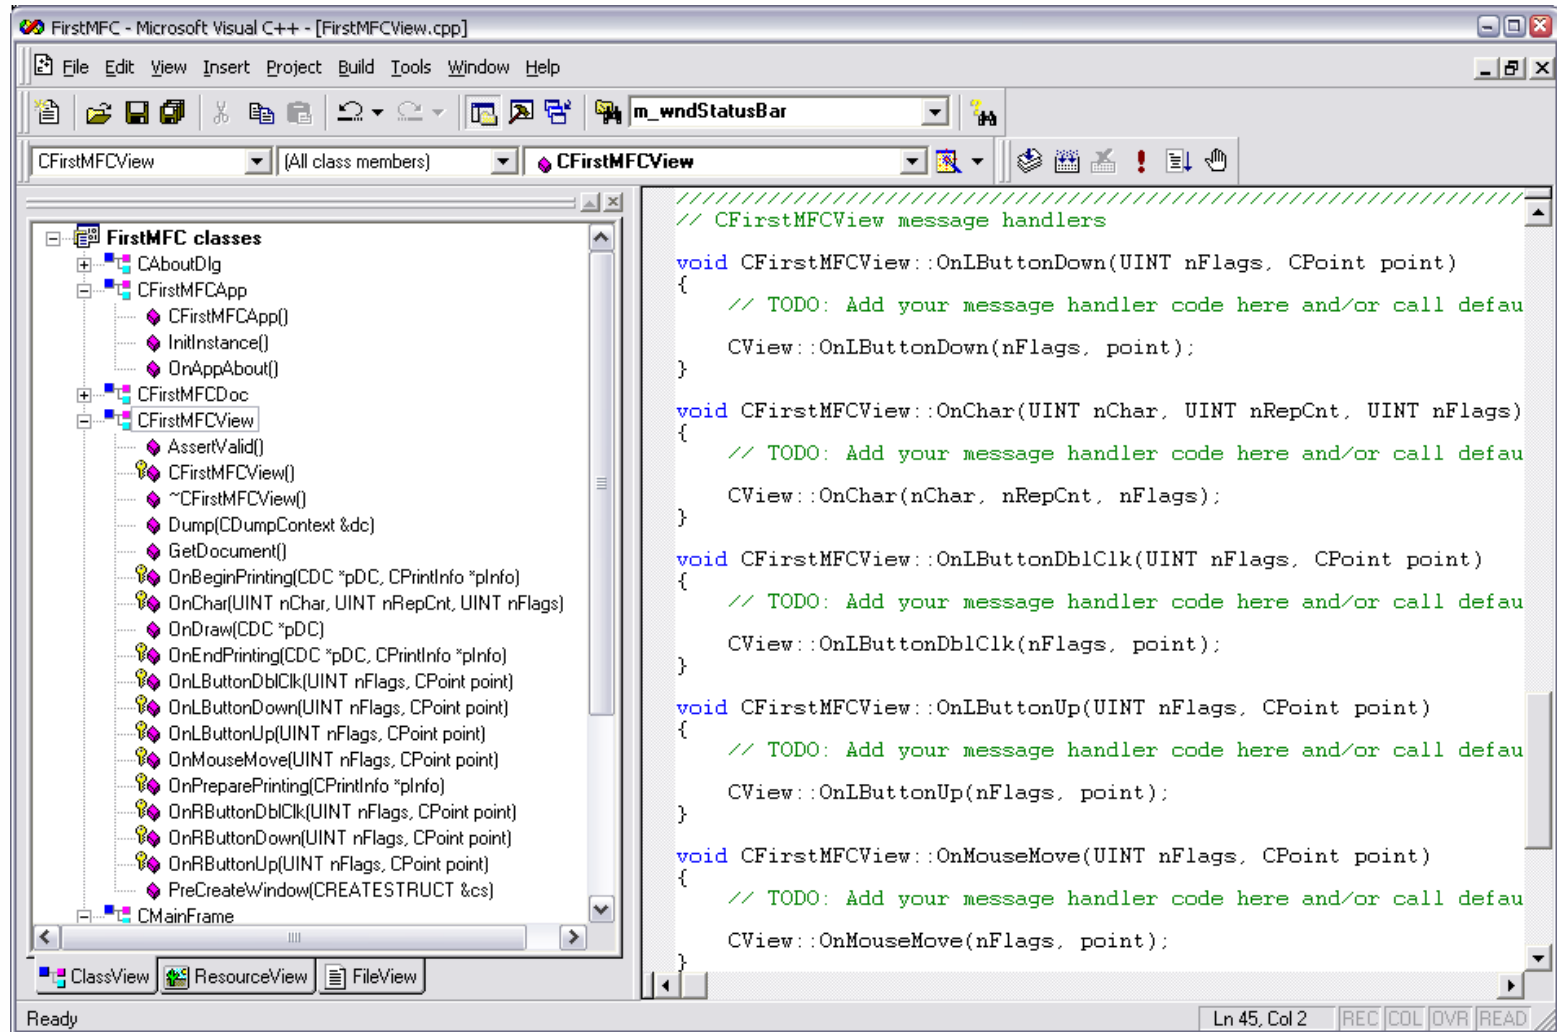 FirstMFC - Microsoft Visual C++ - [FirstMFCView.cpp]
File Edit View Insert Project Build Tools Window Help
m_wndStatusBar
CFirstMFCView (All class members) CFirstMFCView
FirstMFC classes
CAboutDlg
CFirstMFCApp
CFirstMFCApp()
InitInstance()
OnAppAbout()
CFirstMFCDoc
CFirstMFCView
AssertValid()
CFirstMFCView()
~CFirstMFCView()
Dump(CDumpContext &dc)
GetDocument()
OnBeginPrinting(CDC *pDC, CPrintInfo *pInfo)
OnChar(UINT nChar, UINT nRepCnt, UINT nFlags)
OnDraw(CDC *pDC)
OnEndPrinting(CDC *pDC, CPrintInfo *pInfo)
OnLButtonDblClk(UINT nFlags, CPoint point)
OnLButtonDown(UINT nFlags, CPoint point)
OnLButtonUp(UINT nFlags, CPoint point)
OnMouseMove(UINT nFlags, CPoint point)
OnPreparePrinting(CPrintInfo *pInfo)
OnRButtonDblClk(UINT nFlags, CPoint point)
OnRButtonDown(UINT nFlags, CPoint point)
OnRButtonUp(UINT nFlags, CPoint point)
PreCreateWindow(CREATESTRUCT &cs)
CMainFrame
ClassView ResourceView FileView
/////////////////////////////////////////////////////////////////
// CFirstMFCView message handlers
void CFirstMFCView::OnLButtonDown(UINT nFlags, CPoint point)
{
// TODO: Add your message handler code here and/or call defau
CView::OnLButtonDown(nFlags, point);
}
void CFirstMFCView::OnChar(UINT nChar, UINT nRepCnt, UINT nFlags)
{
// TODO: Add your message handler code here and/or call defau
CView::OnChar(nChar, nRepCnt, nFlags);
}
void CFirstMFCView::OnLButtonDblClk(UINT nFlags, CPoint point)
{
// TODO: Add your message handler code here and/or call defau
CView::OnLButtonDblClk(nFlags, point);
}
void CFirstMFCView::OnLButtonUp(UINT nFlags, CPoint point)
{
// TODO: Add your message handler code here and/or call defau
CView::OnLButtonUp(nFlags, point);
}
void CFirstMFCView::OnMouseMove(UINT nFlags, CPoint point)
{
// TODO: Add your message handler code here and/or call defau
CView::OnMouseMove(nFlags, point);
}
Ready Ln 45, Col 2 REC COL OVR READ